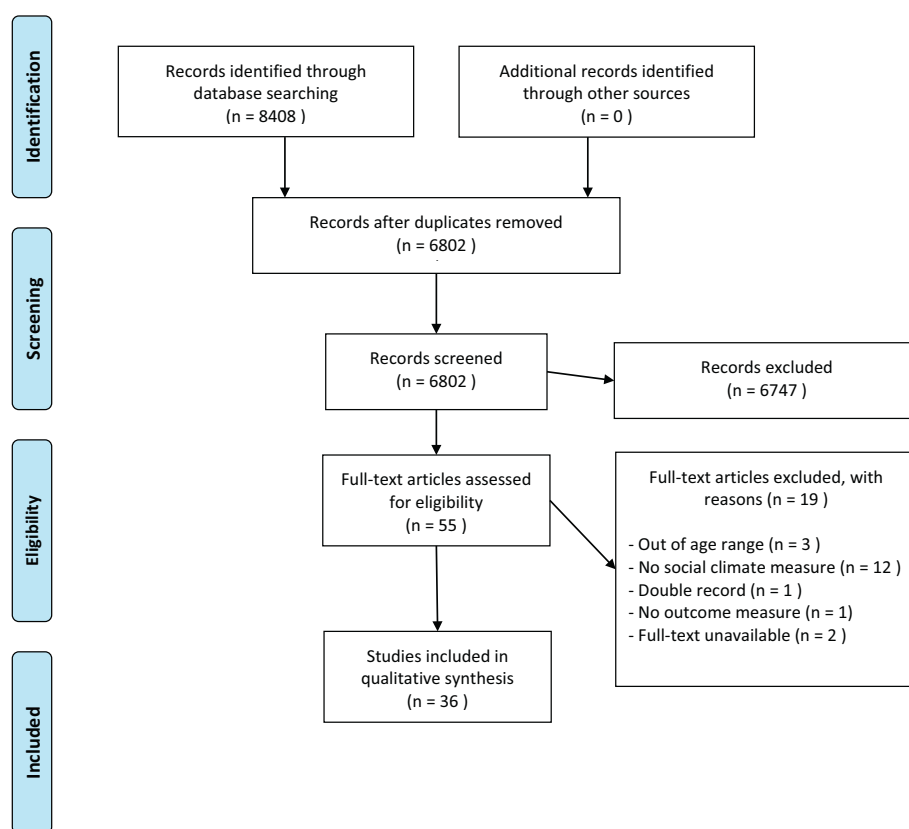 Identification
Records identified through
database searching
(n = 8408 )
Additional records identified
through other sources
(n = 0 )
Records after duplicates removed
(n = 6802 )
Screening
Records screened
(n = 6802 )
Records excluded
(n = 6747 )
Eligibility
Full-text articles assessed
for eligibility
(n = 55 )
Full-text articles excluded, with
reasons (n = 19 )
- Out of age range (n = 3 )
- No social climate measure (n = 12 )
- Double record (n = 1 )
- No outcome measure (n = 1)
- Full-text unavailable (n = 2 )
Included
Studies included in
qualitative synthesis
(n = 36 )